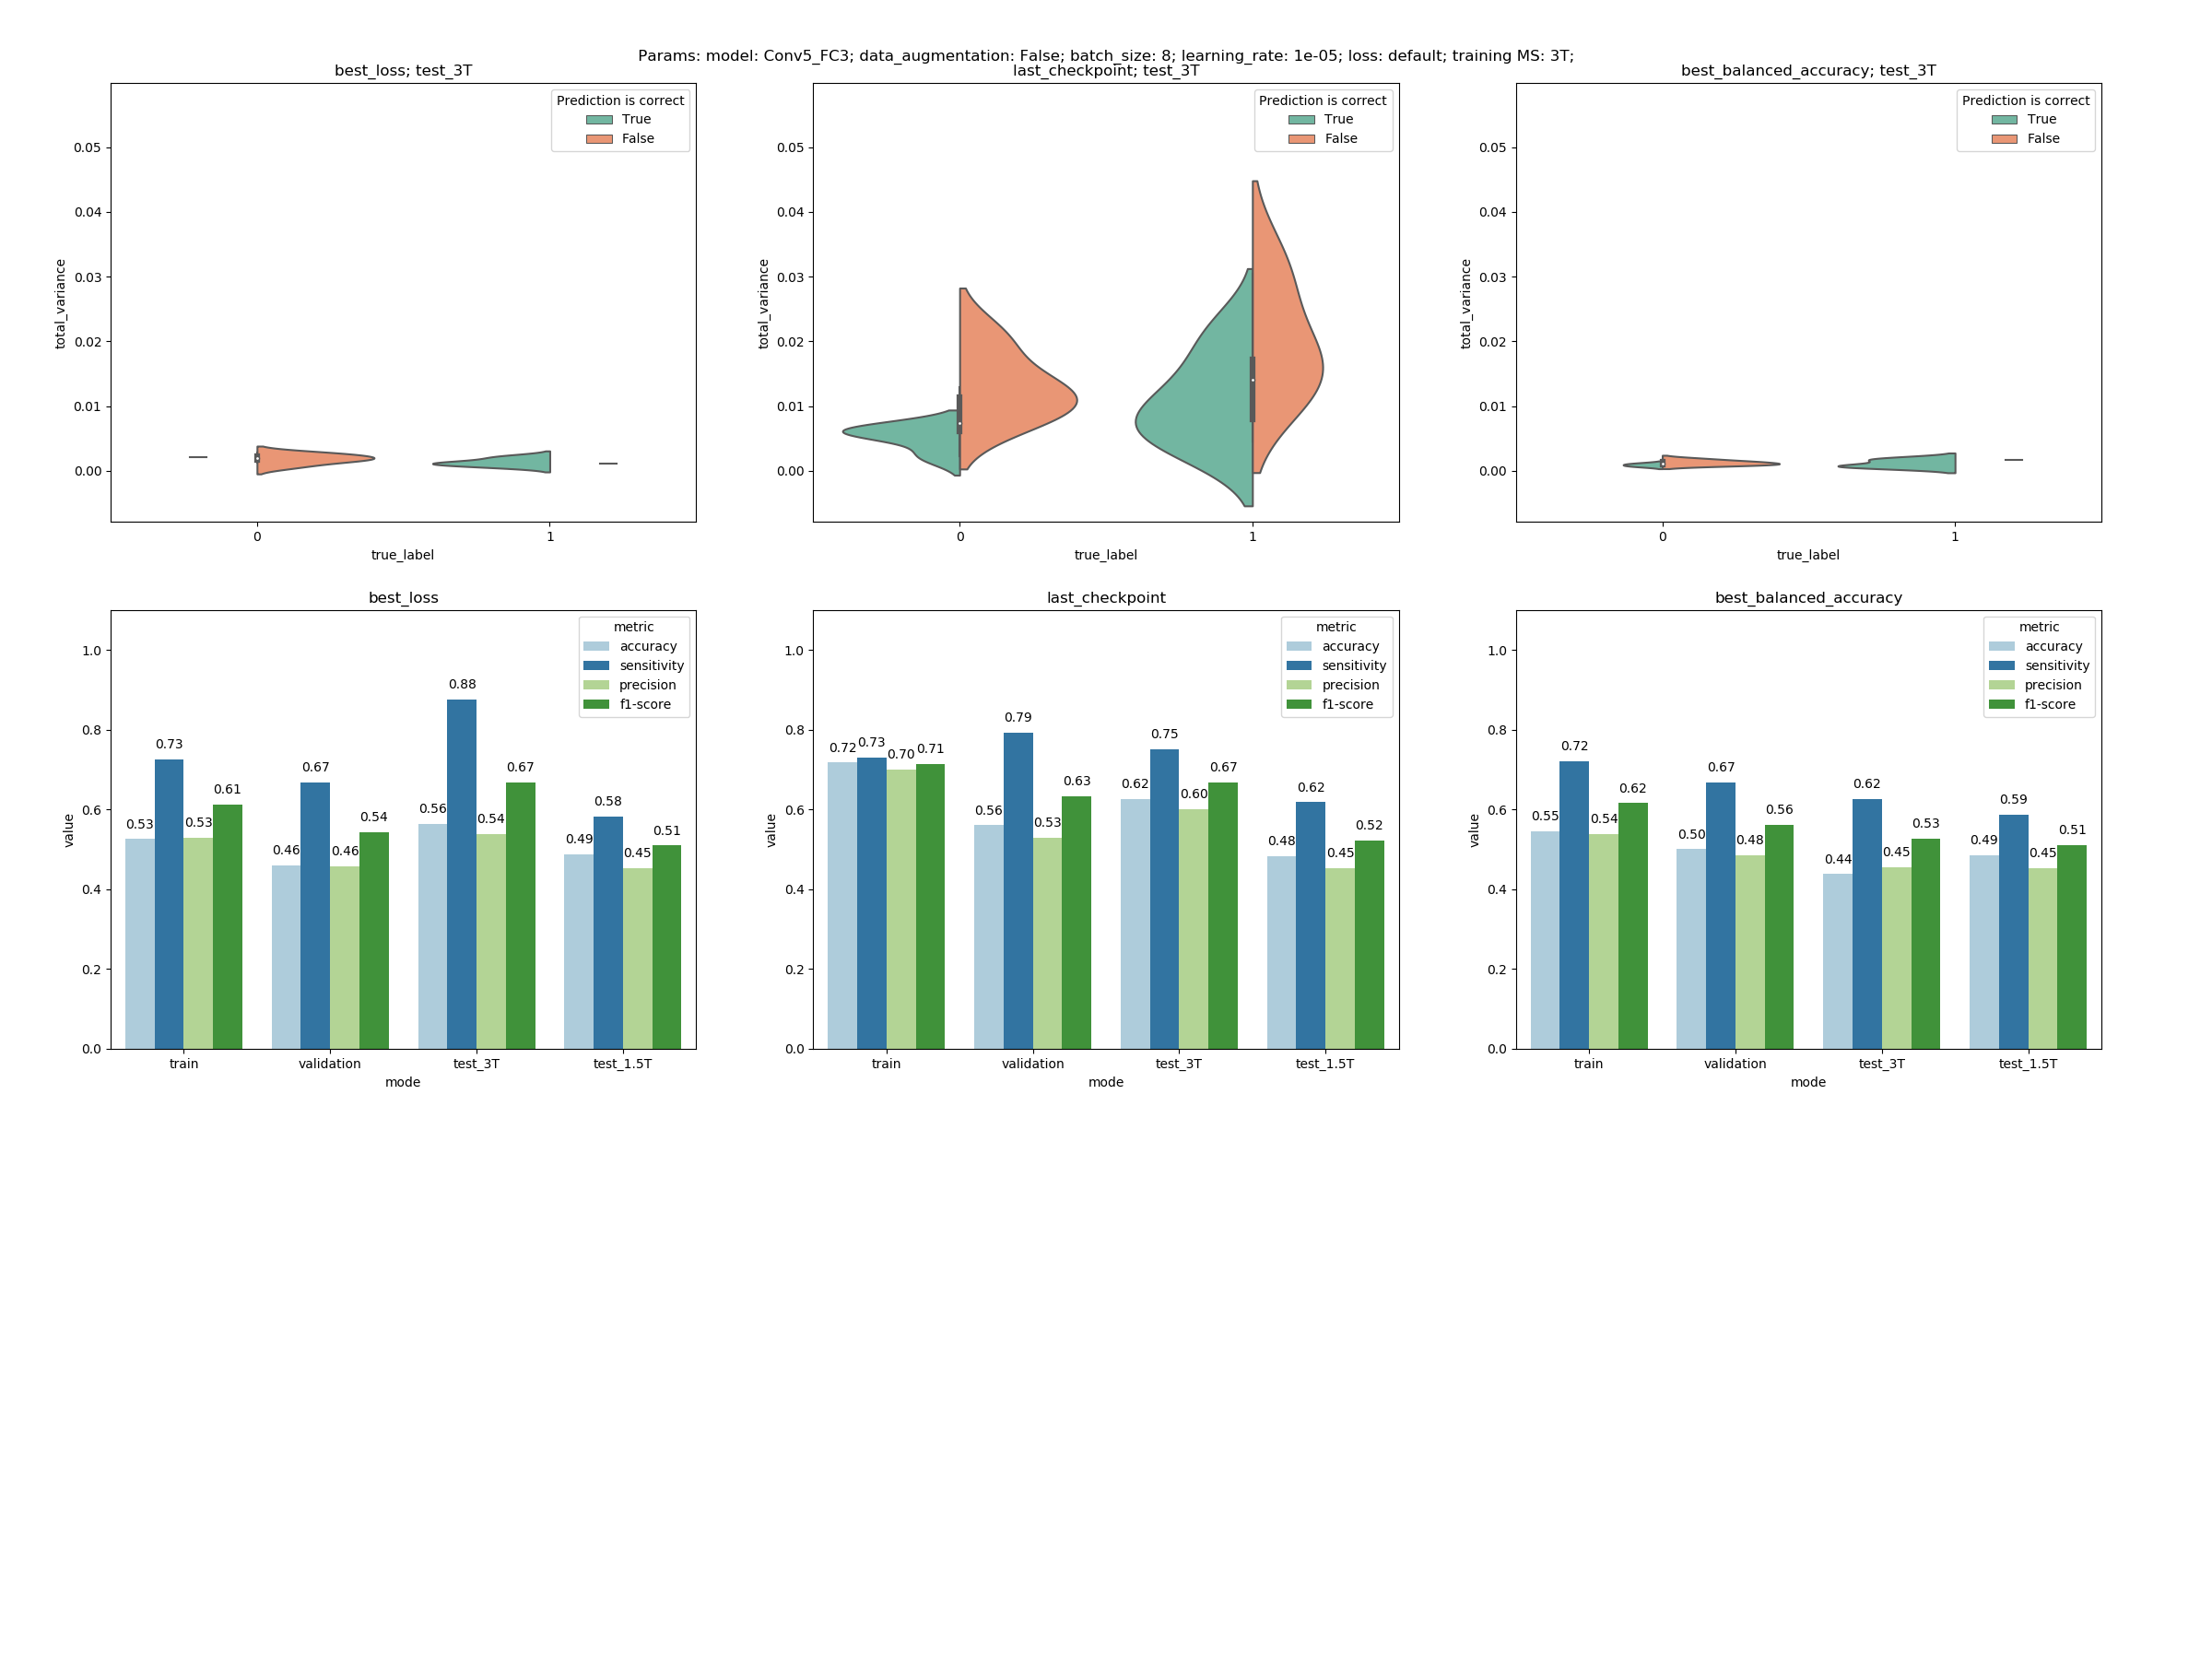 Params: model: Conv5_FC3; data_augmentation: False; batch_size: 8; learning_rate: 1e-05; loss: default; training MS: 3T;
best_loss; test_3T
Prediction is correct
True
False
0.05
0.04
0.03
0.02
0.01
0.00
total_variance
0 1
true_label
last_checkpoint; test_3T
Prediction is correct
True
False
0.05
0.04
0.03
0.02
0.01
0.00
total_variance
0 1
true_label
best_balanced_accuracy; test_3T
Prediction is correct
True
False
0.05
0.04
0.03
0.02
0.01
0.00
total_variance
0 1
true_label
best_loss
metric
accuracy
sensitivity
precision
f1-score
1.0
0.8
0.6
0.4
0.2
0.0
value
0.53 0.73 0.53 0.61
0.46 0.67 0.46 0.54
0.56 0.88 0.54 0.67
0.49 0.58 0.45 0.51
train validation test_3T test_1.5T
mode
last_checkpoint
metric
accuracy
sensitivity
precision
f1-score
1.0
0.8
0.6
0.4
0.2
0.0
value
0.72 0.73 0.70 0.71
0.56 0.79 0.53 0.63
0.62 0.75 0.60 0.67
0.48 0.62 0.45 0.52
train validation test_3T test_1.5T
mode
best_balanced_accuracy
metric
accuracy
sensitivity
precision
f1-score
1.0
0.8
0.6
0.4
0.2
0.0
value
0.55 0.72 0.54 0.62
0.50 0.67 0.48 0.56
0.44 0.62 0.45 0.53
0.49 0.59 0.45 0.51
train validation test_3T test_1.5T
mode